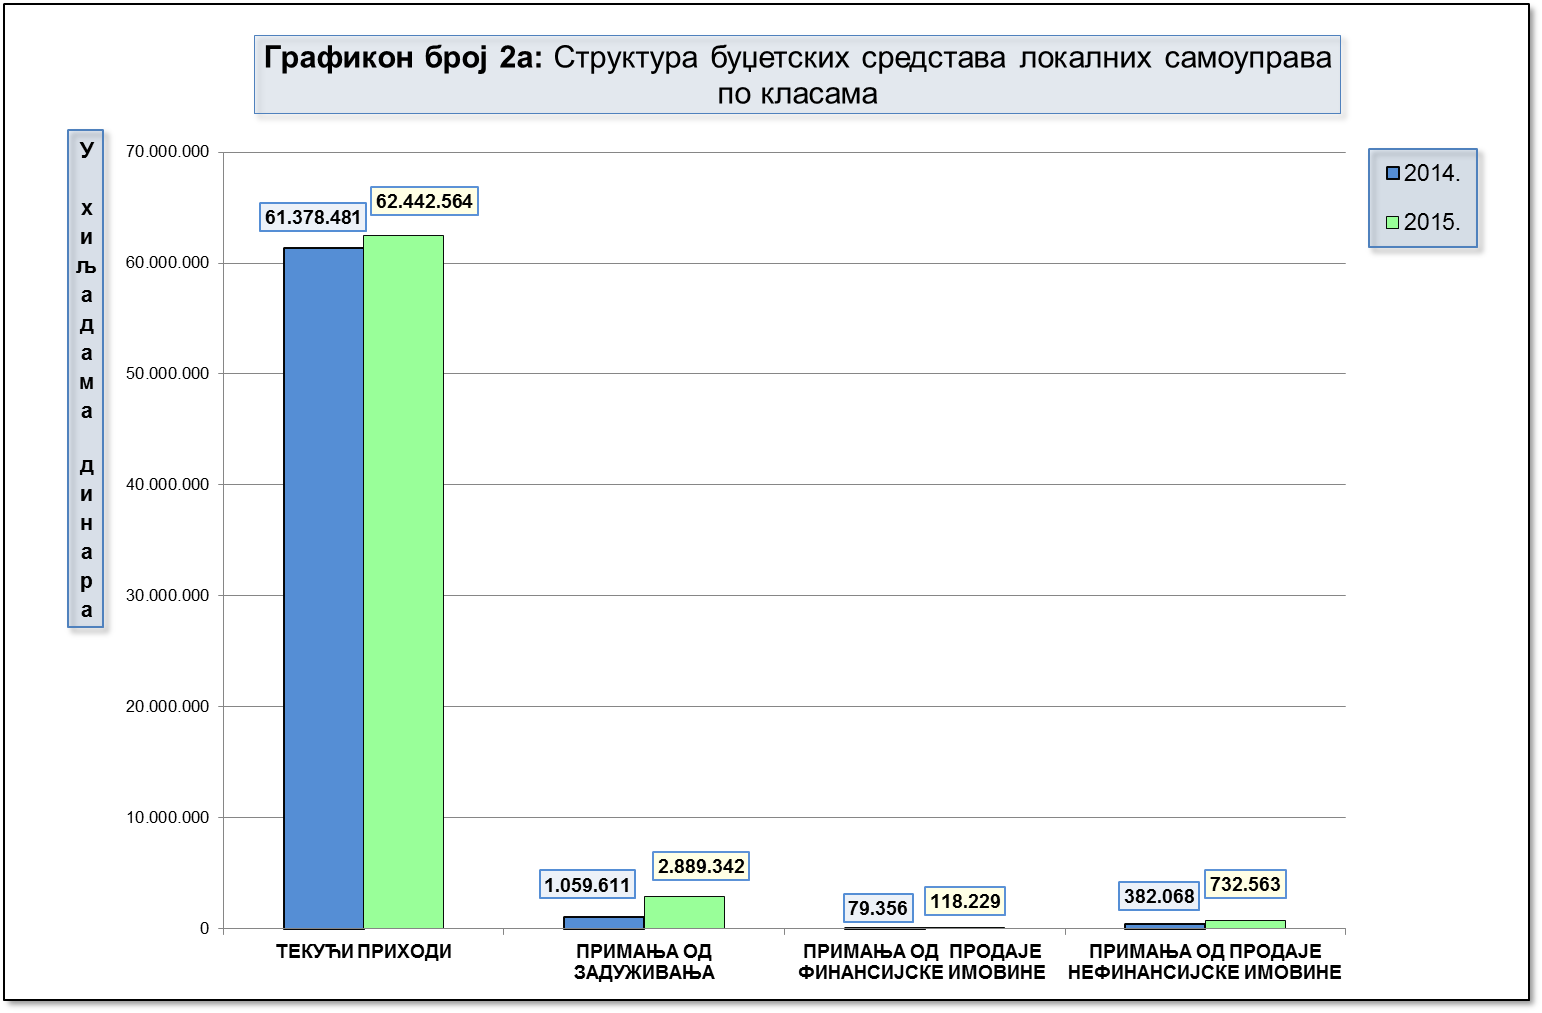 Графикон број 2а: Структура буџетских средстава локалних самоуправа
по класама
У хиљадама динара
70.000.000
60.000.000
50.000.000
40.000.000
30.000.000
20.000.000
10.000.000
0
61.378.481
62.442.564
1.059.611
2.889.342
79.356
118.229
382.068
732.563
ТЕКУЋИ ПРИХОДИ
ПРИМАЊА ОД
ЗАДУЖИВАЊА
ПРИМАЊА ОД ПРОДАЈЕ
ФИНАНСИЈСКЕ ИМОВИНЕ
ПРИМАЊА ОД ПРОДАЈЕ
НЕФИНАНСИЈСКЕ ИМОВИНЕ
2014.
2015.